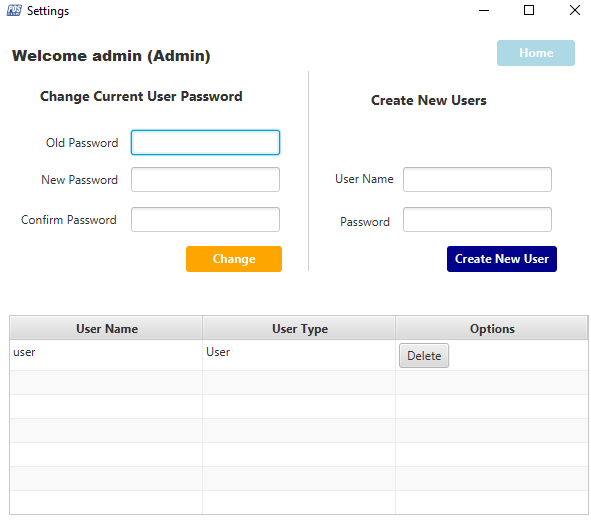 POS
Settings
Welcome admin (Admin)
Home
Change Current User Password
Create New Users
Old Password
New Password
User Name
Confirm Password
Password
Change
Create New User
User Name User Type Options
user User Delete